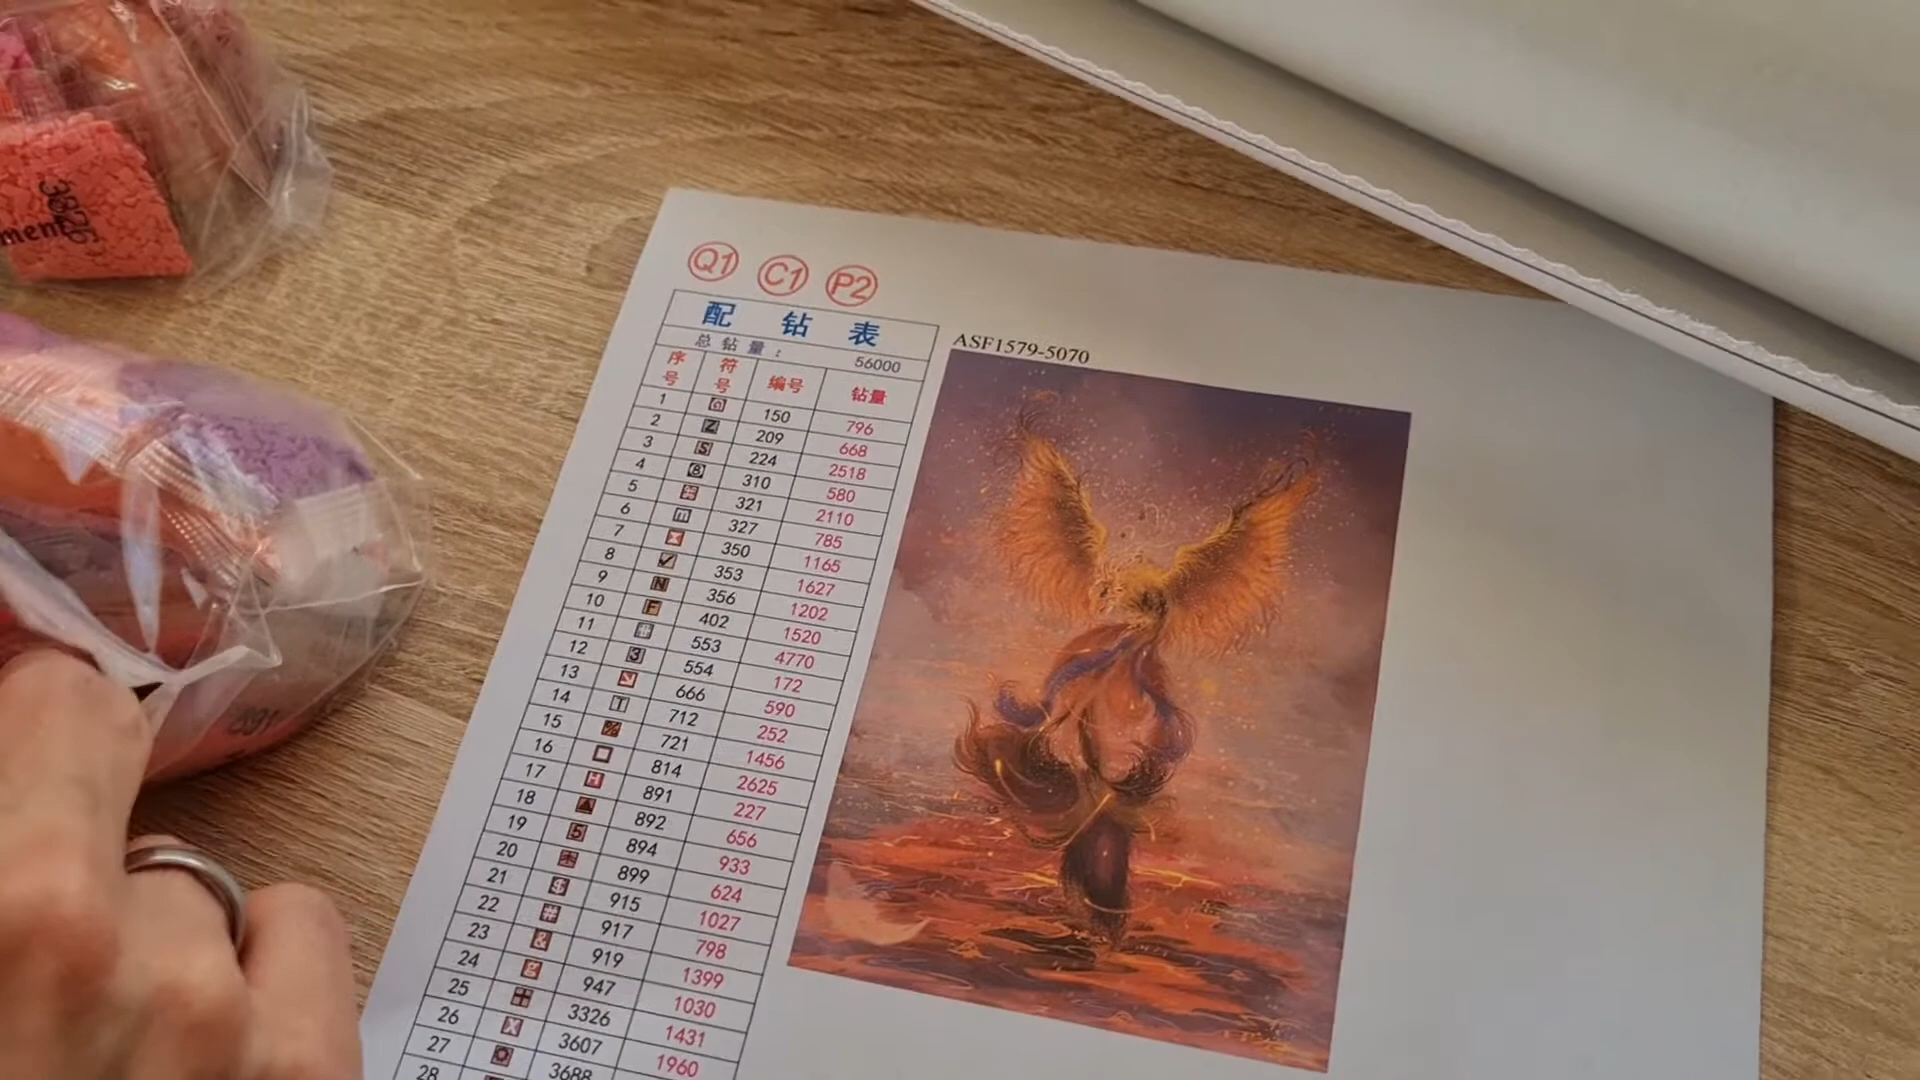 3825
ment
2891
Q1 C1 P2
配 钻 表
总 钻 量 : 56000
序号 符号 编号 钻量
ASF1579-5070
1 150 796
2 Z 209 668
3 S 224 2518
4 8 310 580
5 ⌘ 321 2110
6 m 327 785
7 350 1165
8 ✓ 353 1627
9 N 356 1202
10 F 402 1520
11 553 4770
12 3 554 172
13 666 590
14 T 712 252
15 721 1456
16 ■ 814 2625
17 H 891 227
18 ▲ 892 656
19 5 894 933
20 899 624
21 $ 915 1027
22 # 917 798
23 & 919 1399
24 g 947 1030
25 3326 1431
26 X 3607 1960
27 3688
28